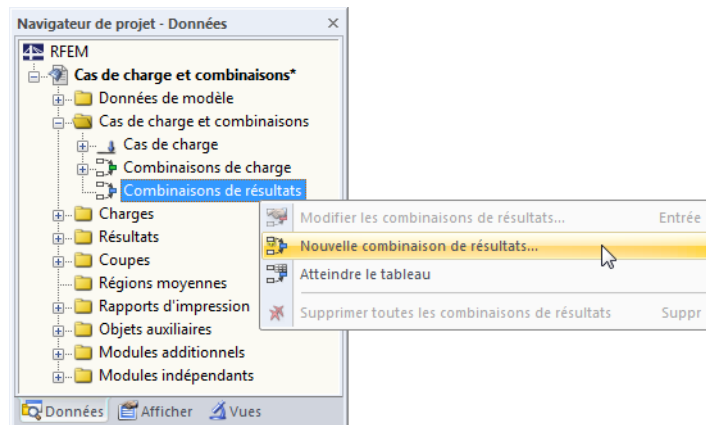 Navigateur de projet - Données
RFEM
Cas de charge et combinaisons*
Données de modèle
Cas de charge et combinaisons
Cas de charge
Combinaisons de charge
Combinaisons de résultats
Charges
Résultats
Coupes
Régions moyennes
Rapports d'impression
Objets auxiliaires
Modules additionnels
Modules indépendants
Modifier les combinaisons de résultats... Entrée
Nouvelle combinaison de résultats...
Atteindre le tableau
Supprimer toutes les combinaisons de résultats Suppr
Données Afficher Vues